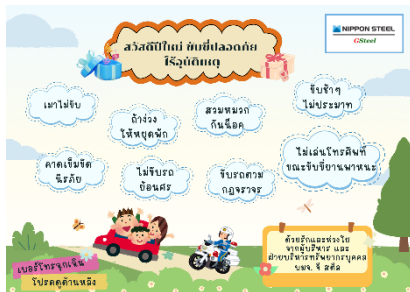 สวัสดีปีใหม่ ขับขี่ปลอดภัย
ไร้อุบัติเหตุ
NIPPON STEEL
GSteel
เมาไม่ขับ
ถ้าง่วง
ให้หยุดพัก
สวมหมวก
กันน็อค
ขับช้าๆ
ไม่ประมาท
คาดเข็มขัด
นิรภัย
ไม่ขับรถ
ย้อนศร
ขับรถตาม
กฎจราจร
ไม่เล่นโทรศัพท์
ขณะขับขี่ยานพาหนะ
เบอร์โทรฉุกเฉิน
โปรดดูด้านหลัง
ด้วยรักและห่วงใย
จากผู้บริหาร และ
ฝ่ายบริหารทรัพยากรบุคคล
บมจ. จี สตีล